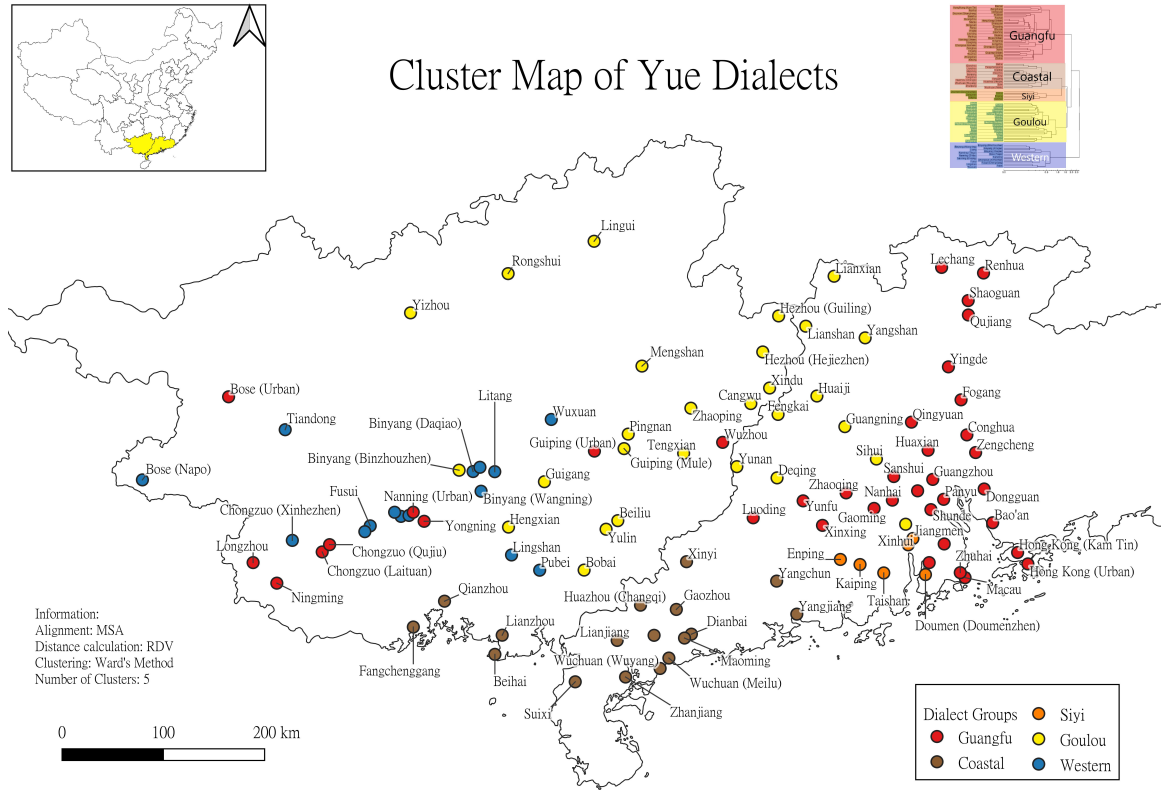 Cluster Map of Yue Dialects
Guangfu
Coastal
Siyi
Goulou
Western
Lingui
Rongshui
Yizhou
Lianxian
Lechang
Renhua
Shaoguan
Qujiang
Hezhou (Guiling)
Lianshan
Yangshan
Mengshan
Hezhou (Hejiezhen)
Yingde
Bose (Urban)
Xindu
Huaiji
Litang
Cangwu
Fengkai
Fogang
Tiandong
Wuxuan
Zhaoping
Binyang (Daqiao)
Pingnan
Guangning
Qingyuan
Conghua
Guiping (Urban)
Tengxian
Wuzhou
Huaxian
Zengcheng
Binyang (Binzhouzhen)
Guiping (Mule)
Yunan
Sihui
Bose (Napo)
Guigang
Deqing
Sanshui
Guangzhou
Fusui
Nanning (Urban)
Binyang (Wangning)
Zhaoqing
Nanhai
Panyu
Dongguan
Chongzuo (Xinhezhen)
Yongning
Hengxian
Beiliu
Luoding
Yunfu
Gaoming
Shunde
Bao'an
Yulin
Xinxing
Jiangmen
Longzhou
Chongzuo (Qujiu)
Lingshan
Xinyi
Enping
Xinhui
Hong Kong (Kam Tin)
Chongzuo (Laituan)
Pubei
Bobai
Yangchun
Kaiping
Zhuhai
Hong Kong (Urban)
Ningming
Qianzhou
Huazhou (Changqi)
Gaozhou
Taishan
Macau
Yangjiang
Lianzhou
Lianjiang
Dianbai
Doumen (Doumenzhen)
Fangchenggang
Wuchuan (Wuyang)
Maoming
Beihai
Wuchuan (Meilu)
Suixi
Zhanjiang
Information:
Alignment: MSA
Distance calculation: RDV
Clustering: Ward's Method
Number of Clusters: 5
0 100 200 km
Dialect Groups
Guangfu
Coastal
Siyi
Goulou
Western